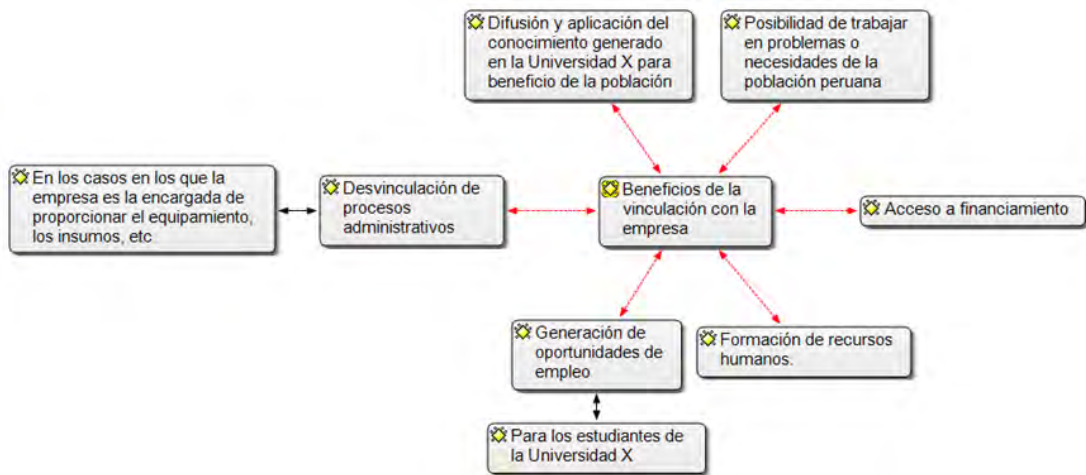 Difusión y aplicación del
conocimiento generado
en la Universidad X para
beneficio de la población
Posibilidad de trabajar
en problemas o
necesidades de la
población peruana
En los casos en los que la
empresa es la encargada de
proporcionar el equipamiento,
los insumos, etc
Desvinculación de
procesos
administrativos
Beneficios de la
vinculación con la
empresa
Acceso a financiamiento
Generación de
oportunidades de
empleo
Formación de recursos
humanos.
Para los estudiantes de
la Universidad X